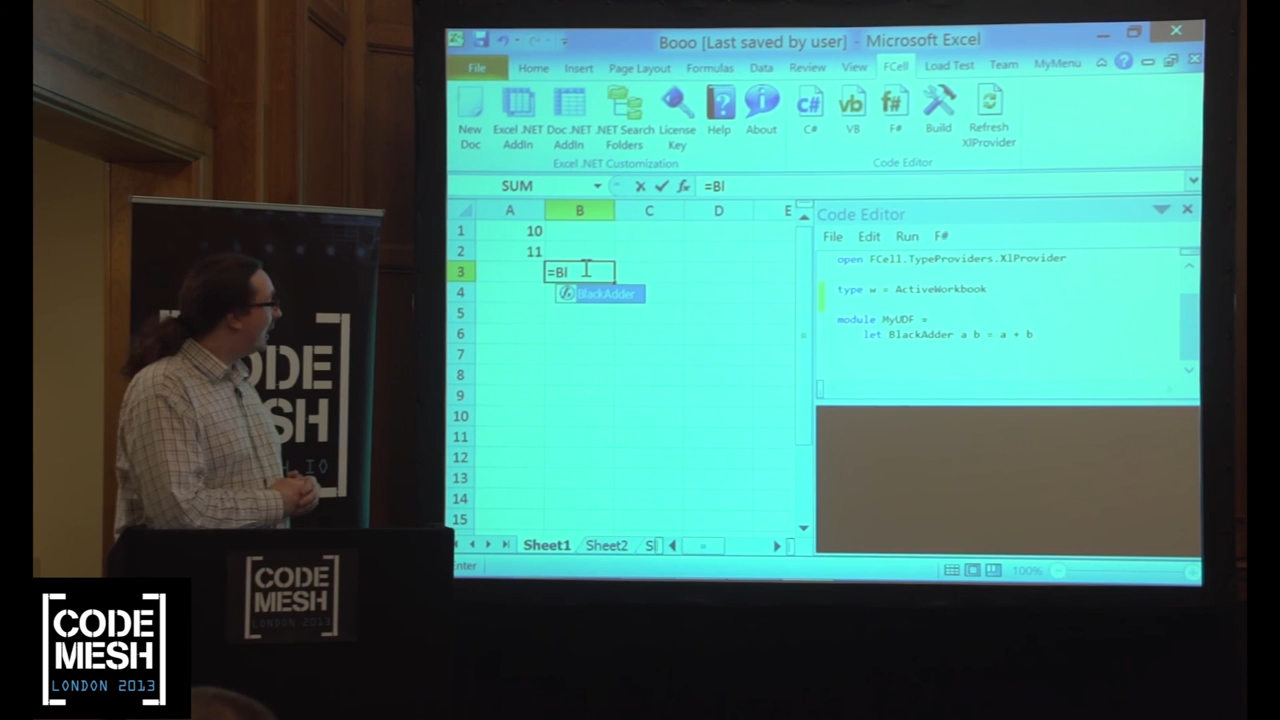 Booo [Last saved by user] - Microsoft Excel
File Home Insert Page Layout Formulas Data Review View FCell Load Test Team MyMenu
New Doc
Excel .NET AddIn
Doc .NET AddIn
.NET Search Folders
License Key
Help
About
C#
VB
F#
Build
Refresh XlProvider
Excel .NET Customization
Code Editor
SUM
=Bl
A B C D E
1 10
2 11
3 =Bl
4 BlackAdder
5
6
7
8
9
10
11
12
13
14
15
Code Editor
File Edit Run F#
open FCell.TypeProviders.XlProvider
type w = ActiveWorkbook
module MyUDF =
let BlackAdder a b = a + b
Sheet1 Sheet2
100%
CODE
MESH
LONDON 2013
CODE
MESH
LONDON 2013